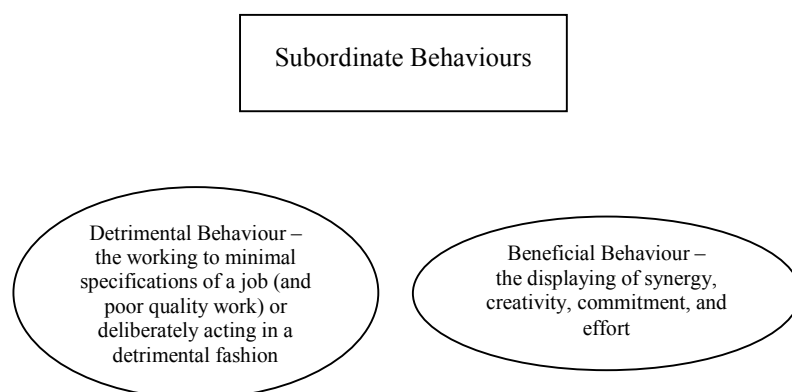 Subordinate Behaviours
Detrimental Behaviour –
the working to minimal
specifications of a job (and
poor quality work) or
deliberately acting in a
detrimental fashion
Beneficial Behaviour –
the displaying of synergy,
creativity, commitment, and
effort